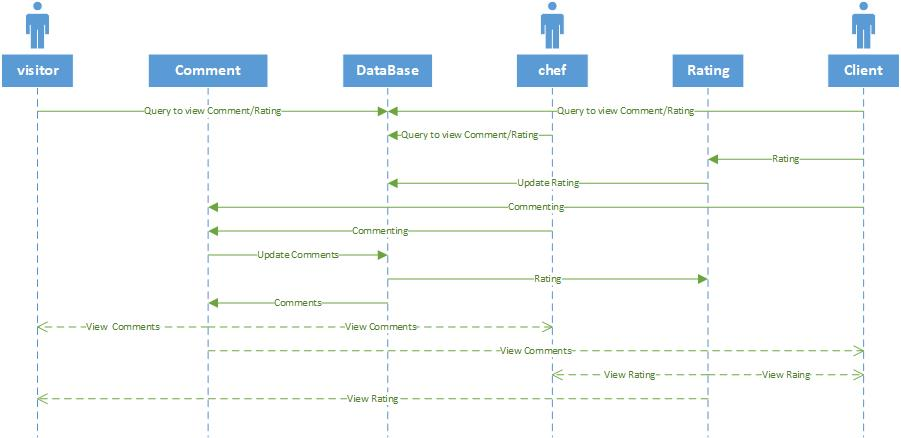 visitor Comment DataBase chef Rating Client
Query to view Comment/Rating Query to view Comment/Rating
Query to view Comment/Rating
Rating
Update Rating
Commenting
Commenting
Update Comments
Rating
Comments
View Comments View Comments
View Comments
View Rating View Raing
View Rating